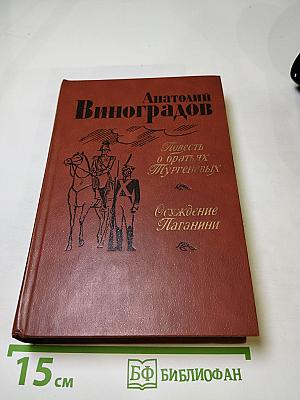 Анатолий
Виноградов
Повесть
о братьях
Тургеневых
Осуждение
Паганини
15 см
БФ БИБЛИОФАН